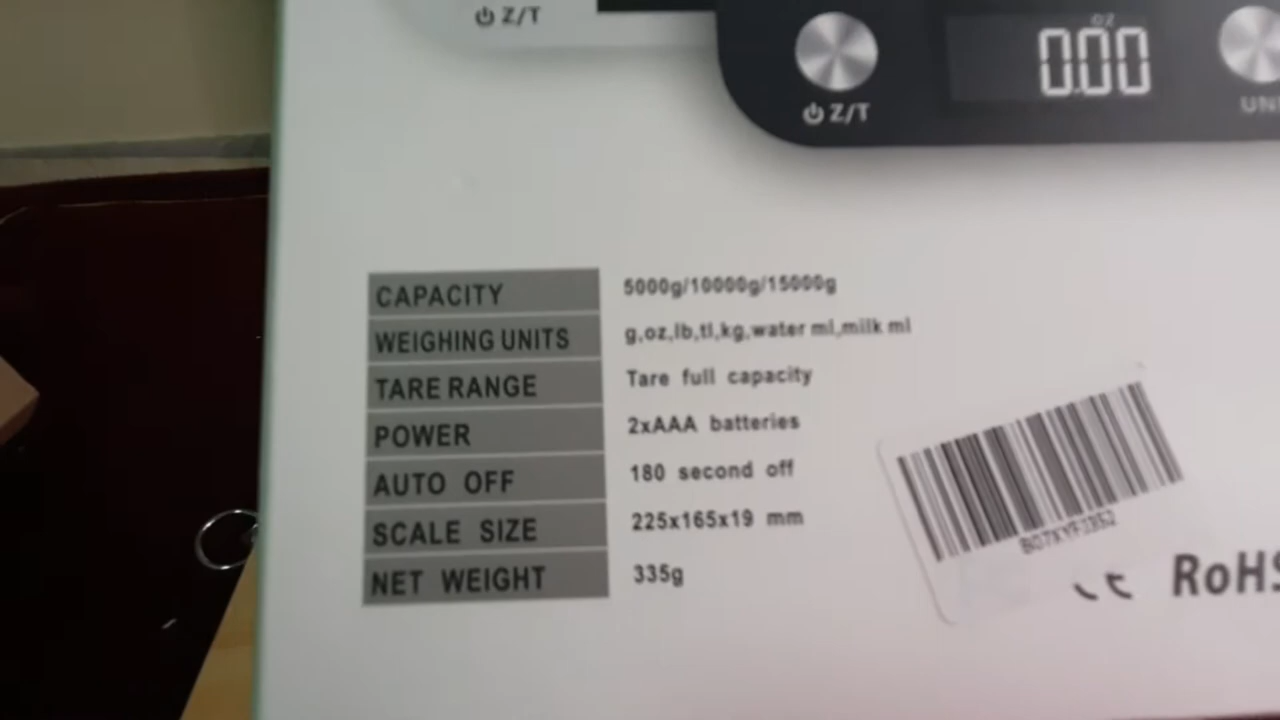 Z/T
oz
0.00
Z/T
CAPACITY 5000g/10000g/15000g
WEIGHING UNITS g,oz,lb,tl,kg,water ml,milk ml
TARE RANGE Tare full capacity
POWER 2xAAA batteries
AUTO OFF 180 second off
SCALE SIZE 225x165x19 mm
NET WEIGHT 335g
RoHS